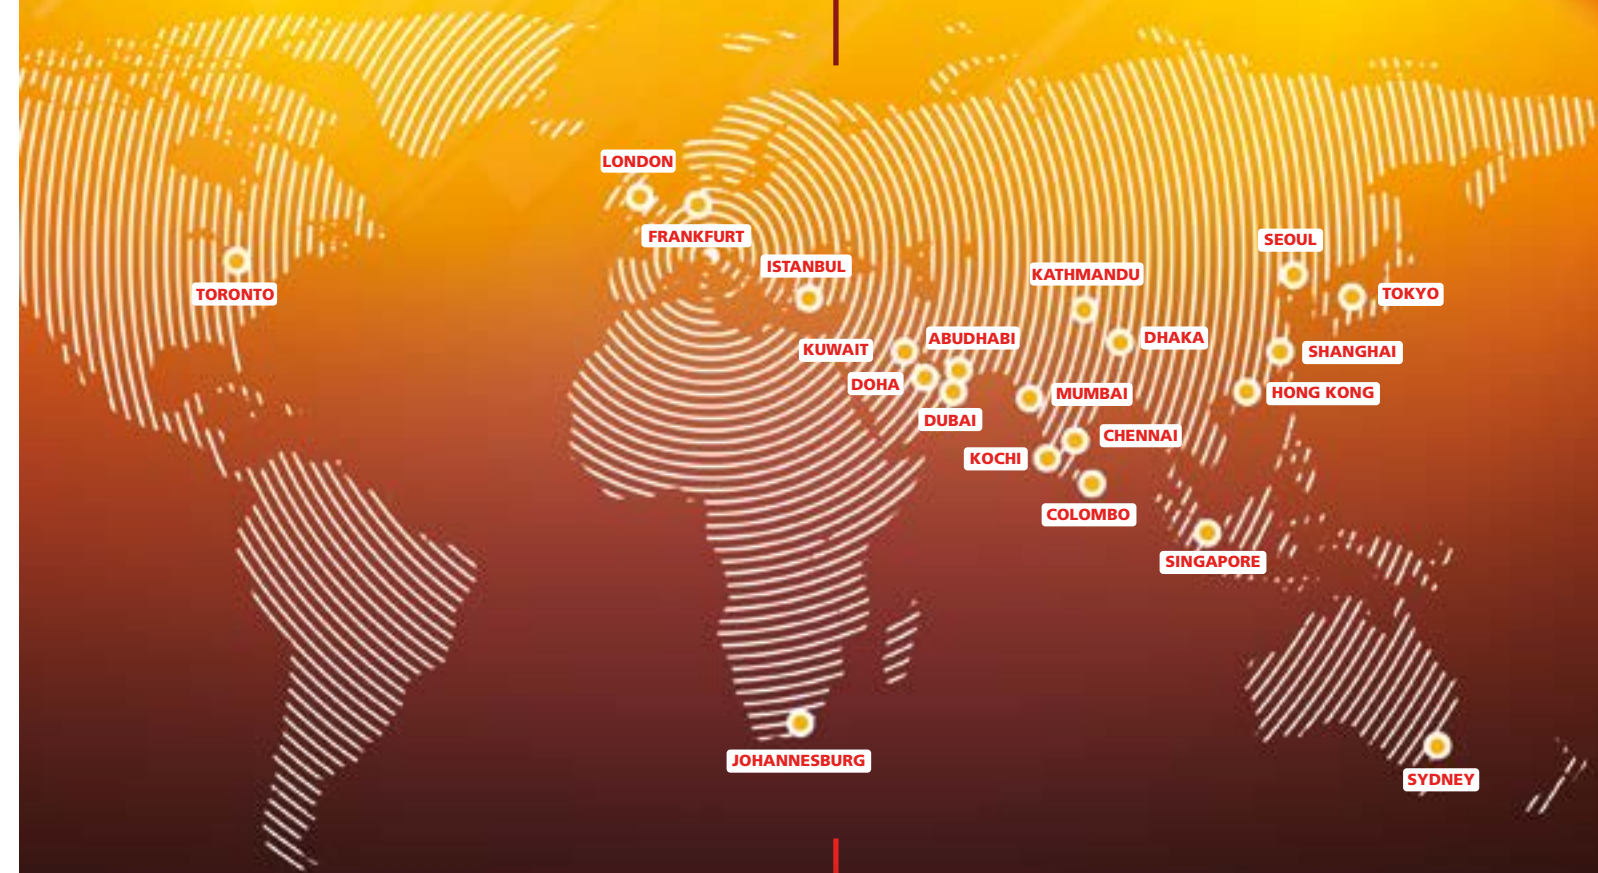 LONDON
FRANKFURT
SEOUL
ISTANBUL
KATHMANDU
TORONTO
TOKYO
ABUDHABI
DHAKA
KUWAIT
SHANGHAI
DOHA
MUMBAI
HONG KONG
DUBAI
CHENNAI
KOCHI
COLOMBO
SINGAPORE
JOHANNESBURG
SYDNEY